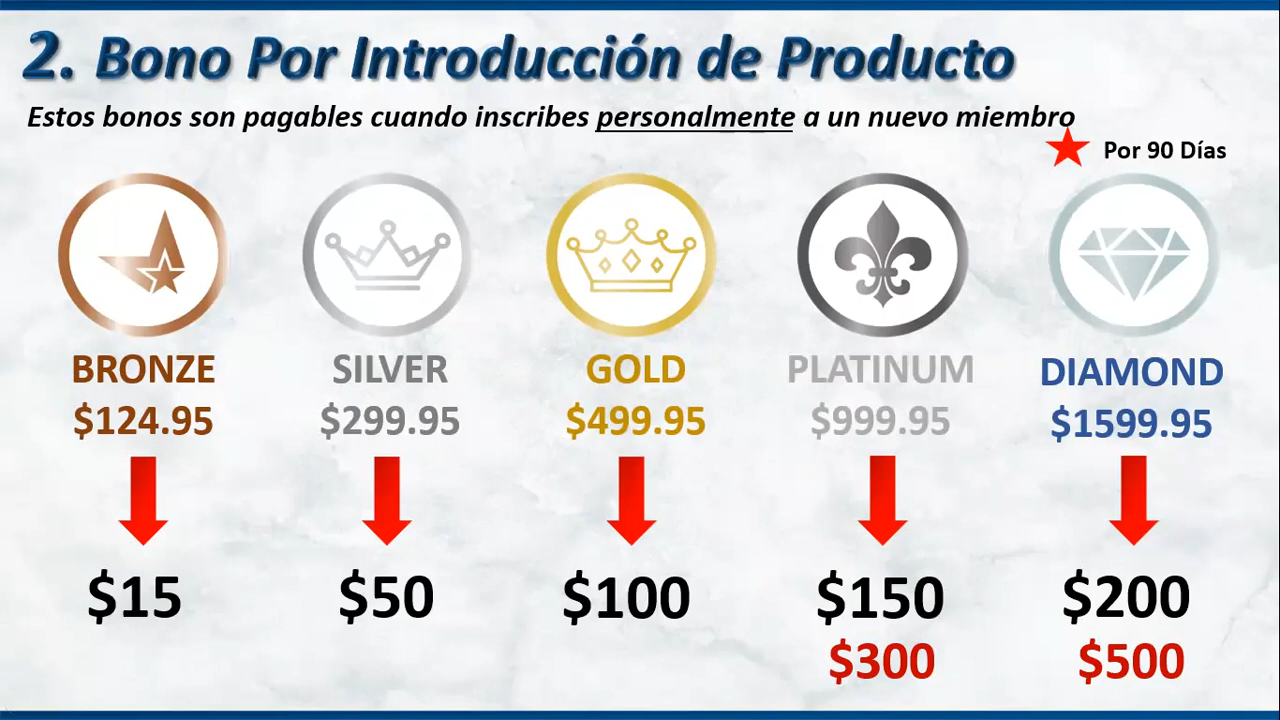 2. Bono Por Introducción de Producto
Estos bonos son pagables cuando inscribes personalmente a un nuevo miembro
Por 90 Días
BRONZE SILVER GOLD PLATINUM DIAMOND
$124.95 $299.95 $499.95 $999.95 $1599.95
$15 $50 $100 $150 $200
$300 $500